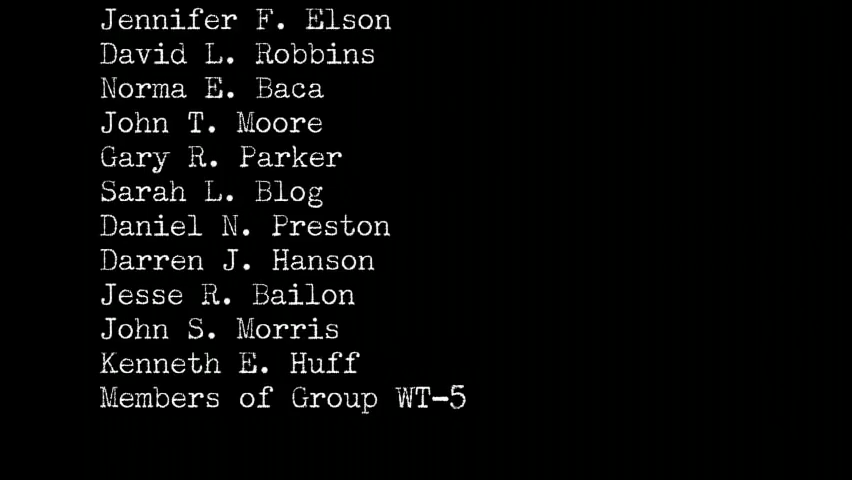 Jennifer F. Elson
David L. Robbins
Norma E. Baca
John T. Moore
Gary R. Parker
Sarah L. Blog
Daniel N. Preston
Darren J. Hanson
Jesse R. Bailon
John S. Morris
Kenneth E. Huff
Members of Group WT-5